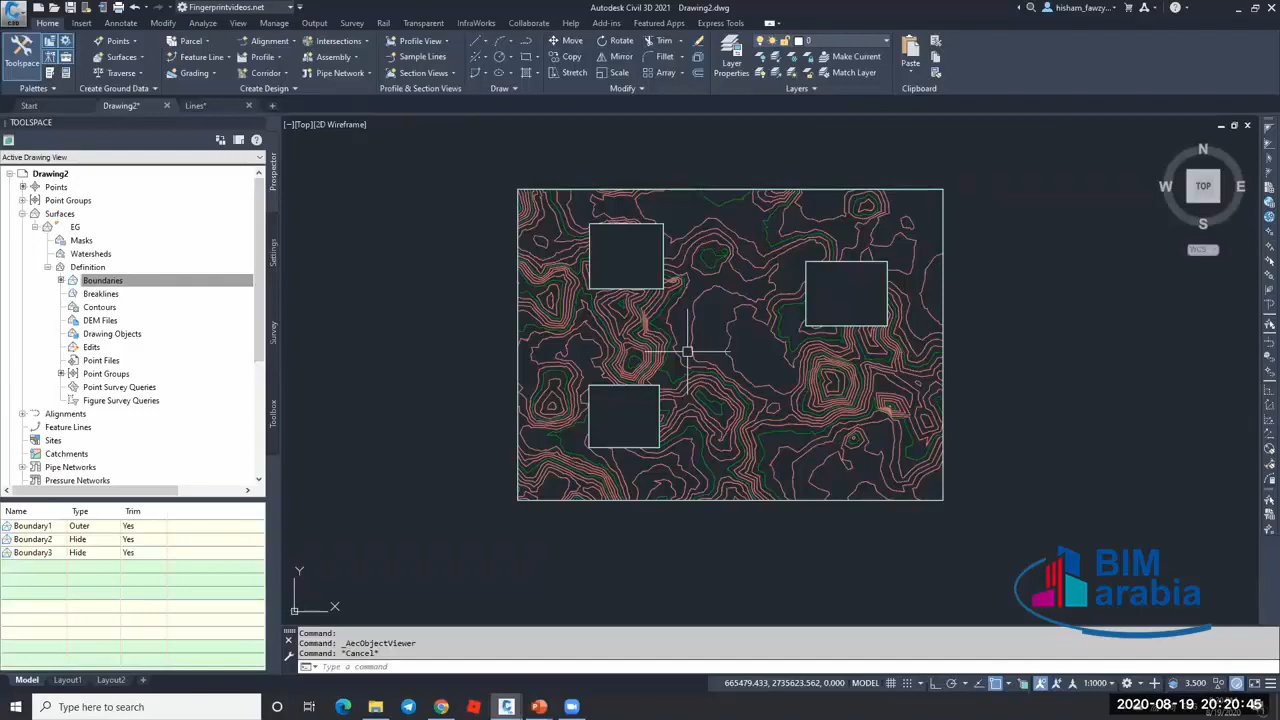 C3D
Fingerprintvideos.net
Autodesk Civil 3D 2021 Drawing2.dwg
hisham_fawzy...
Home Insert Annotate Modify Analyze View Manage Output Survey Rail Transparent InfraWorks Collaborate Help Add-ins Featured Apps Express Tools
Toolspace
Palettes
Points
Surfaces
Traverse
Create Ground Data
Parcel
Feature Line
Grading
Alignment
Profile
Corridor
Intersections
Assembly
Pipe Network
Create Design
Profile View
Sample Lines
Section Views
Profile & Section Views
Draw
Move
Copy
Stretch
Rotate
Mirror
Scale
Trim
Fillet
Array
Modify
Layer
Properties
0
Make Current
Match Layer
Layers
Paste
Clipboard
Start Drawing2* Lines*
TOOLSPACE
Active Drawing View
Drawing2
Points
Point Groups
Surfaces
EG
Masks
Watersheds
Definition
Boundaries
Breaklines
Contours
DEM Files
Drawing Objects
Edits
Point Files
Point Groups
Point Survey Queries
Figure Survey Queries
Alignments
Feature Lines
Sites
Catchments
Pipe Networks
Pressure Networks
Prospector
Settings
Survey
Toolbox
Name Type Trim
Boundary1 Outer Yes
Boundary2 Hide Yes
Boundary3 Hide Yes
[−][Top][2D Wireframe]
N
W TOP E
S
WCS
Y
X
BIM
arabia
Command:
Command: _AecObjectViewer
Command: *Cancel*
Type a command
Model Layout1 Layout2
665479.433, 2735623.562, 0.000 MODEL 1:1000 3.500
Type here to search
2020-08-19 20:20:45